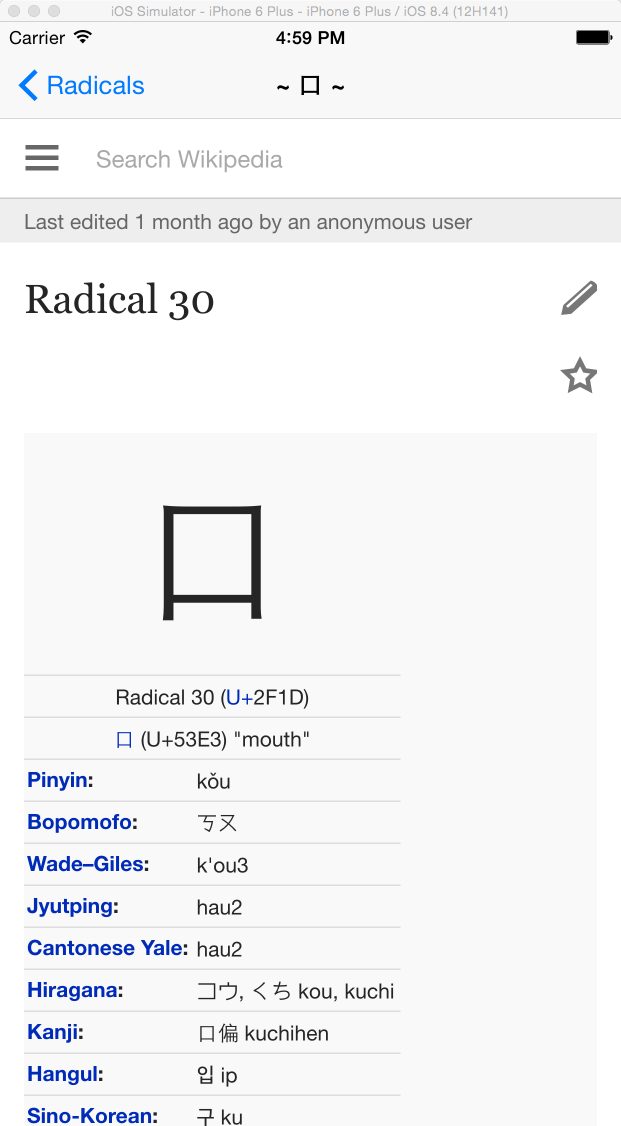 iOS Simulator - iPhone 6 Plus - iPhone 6 Plus / iOS 8.4 (12H141)
Carrier 4:59 PM
Radicals ~ 口 ~
Search Wikipedia
Last edited 1 month ago by an anonymous user
Radical 30
口
Radical 30 (U+2F1D)
口 (U+53E3) "mouth"
Pinyin: kǒu
Bopomofo: ㄎㄡ
Wade–Giles: k'ou3
Jyutping: hau2
Cantonese Yale: hau2
Hiragana: コウ, くち kou, kuchi
Kanji: 口偏 kuchihen
Hangul: 입 ip
Sino-Korean: 구 ku